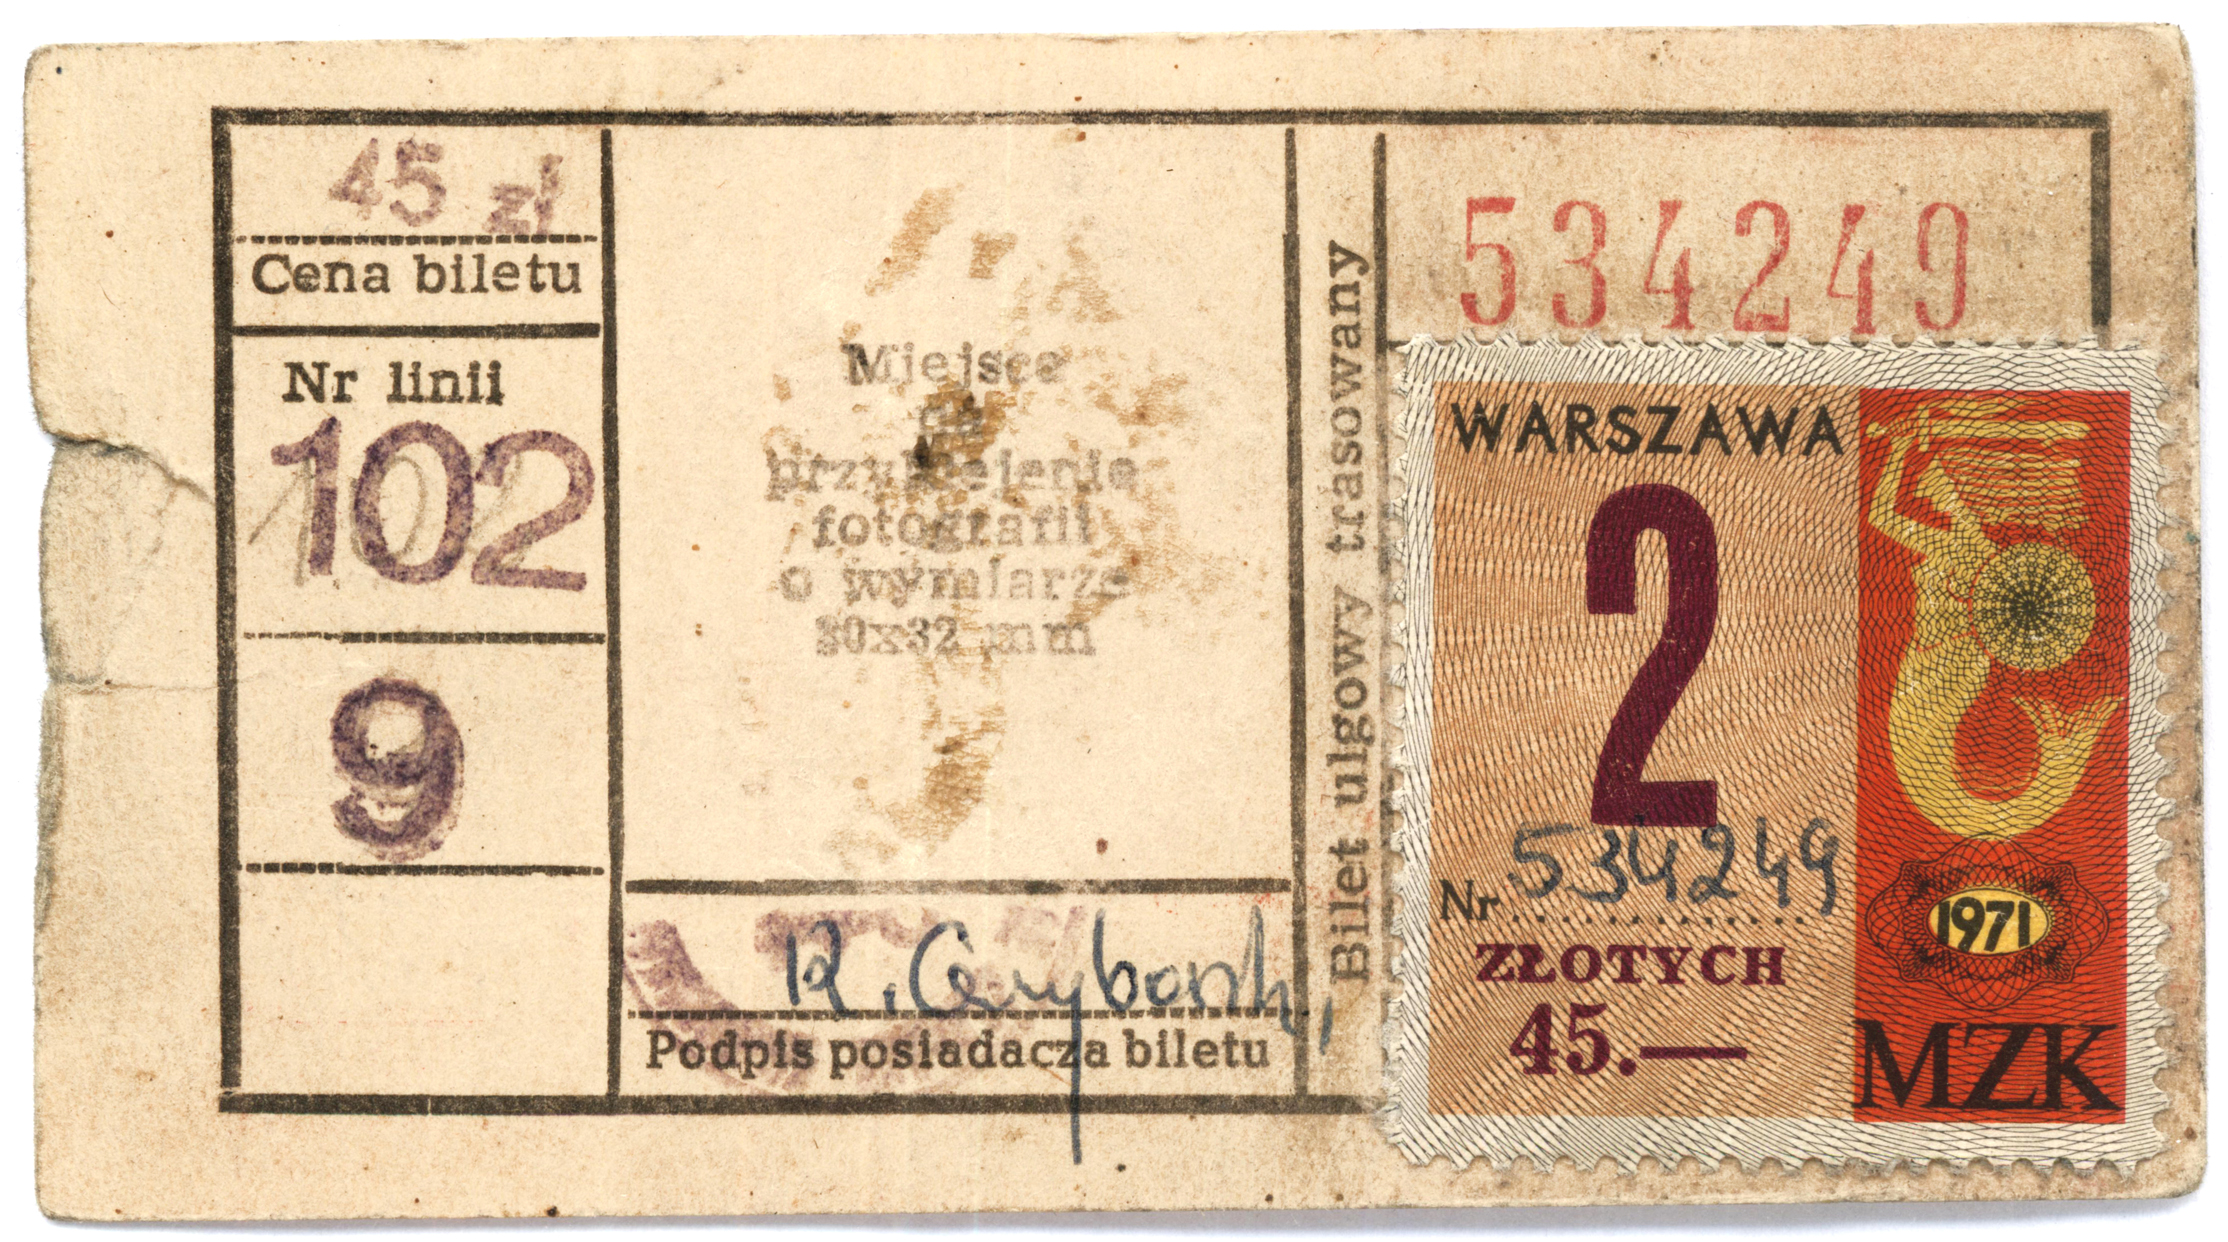 45 zł
Cena biletu
Nr linii
102
9
Miejsce
na
przyklejenie
fotografii
o wymiarze
30x32 mm
R.
Podpis posiadacza biletu
Bilet ulgowy trasowany
534249
WARSZAWA
2
Nr 534249
ZŁOTYCH
45.—
1971
MZK